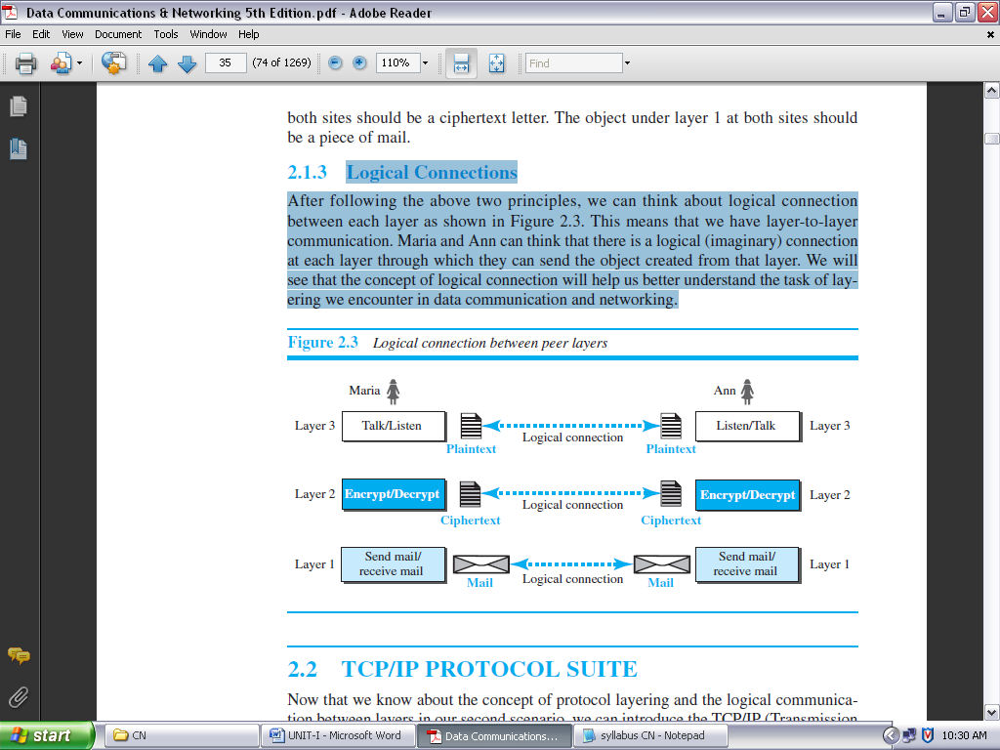 Data Communications & Networking 5th Edition.pdf - Adobe Reader
File Edit View Document Tools Window Help
35 (74 of 1269) 110% Find
both sites should be a ciphertext letter. The object under layer 1 at both sites should
be a piece of mail.
2.1.3 Logical Connections
After following the above two principles, we can think about logical connection
between each layer as shown in Figure 2.3. This means that we have layer-to-layer
communication. Maria and Ann can think that there is a logical (imaginary) connection
at each layer through which they can send the object created from that layer. We will
see that the concept of logical connection will help us better understand the task of lay-
ering we encounter in data communication and networking.
Figure 2.3 Logical connection between peer layers
Maria Ann
Layer 3 Talk/Listen Listen/Talk Layer 3
Logical connection
Plaintext Plaintext
Layer 2 Encrypt/Decrypt Encrypt/Decrypt Layer 2
Logical connection
Ciphertext Ciphertext
Send mail/ Send mail/
Layer 1 receive mail receive mail Layer 1
Logical connection
Mail Mail
2.2 TCP/IP PROTOCOL SUITE
Now that we know about the concept of protocol layering and the logical communica-
tion between layers in our second scenario, we can introduce the TCP/IP (Transmission
start CN UNIT-I - Microsoft Word Data Communications... syllabus CN - Notepad 10:30 AM